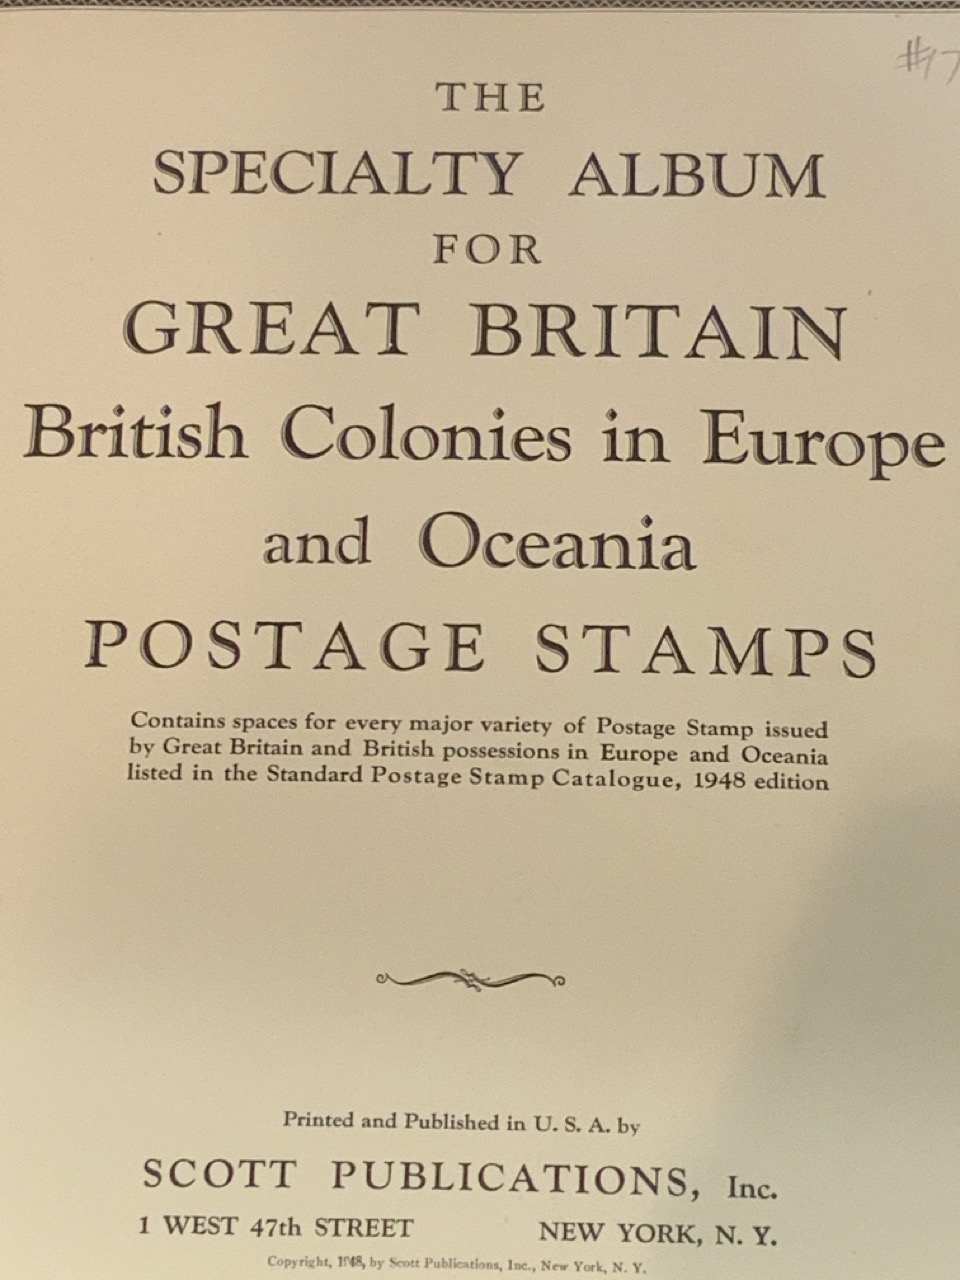 #17
THE
SPECIALTY ALBUM
FOR
GREAT BRITAIN
British Colonies in Europe
and Oceania
POSTAGE STAMPS
Contains spaces for every major variety of Postage Stamp issued
by Great Britain and British possessions in Europe and Oceania
listed in the Standard Postage Stamp Catalogue, 1948 edition
Printed and Published in U. S. A. by
SCOTT PUBLICATIONS, Inc.
1 WEST 47th STREET NEW YORK, N. Y.
Copyright, 1948, by Scott Publications, Inc., New York, N. Y.